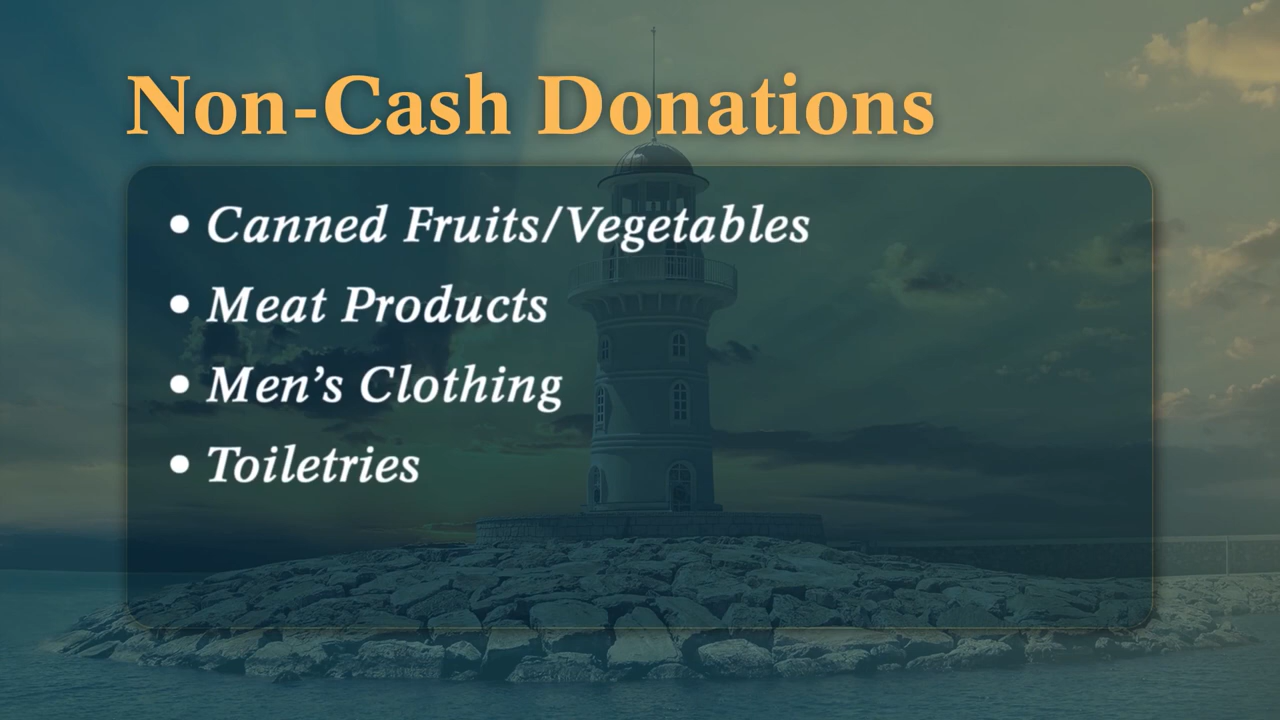 Non-Cash Donations
• Canned Fruits/Vegetables
• Meat Products
• Men’s Clothing
• Toiletries